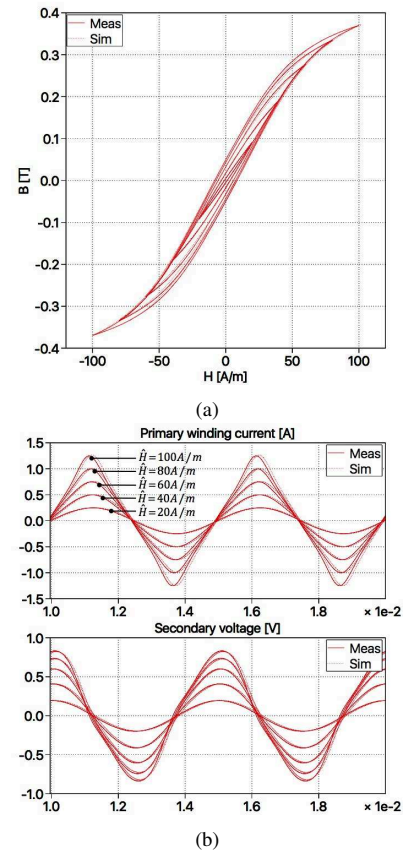 Meas
Sim
0.4
0.3
0.2
0.1
0.0
-0.1
-0.2
-0.3
-0.4
B [T]
-100 -50 0 50 100
H [A/m]
(a)
Primary winding current [A]
1.5
1.0
0.5
0.0
-0.5
-1.0
-1.5
Ĥ=100A/m
Ĥ=80A/m
Ĥ=60A/m
Ĥ=40A/m
Ĥ=20A/m
Meas
Sim
1.0 1.2 1.4 1.6 1.8 × 1e-2
Secondary voltage [V]
1.0
0.5
0.0
-0.5
-1.0
Meas
Sim
1.0 1.2 1.4 1.6 1.8 × 1e-2
(b)